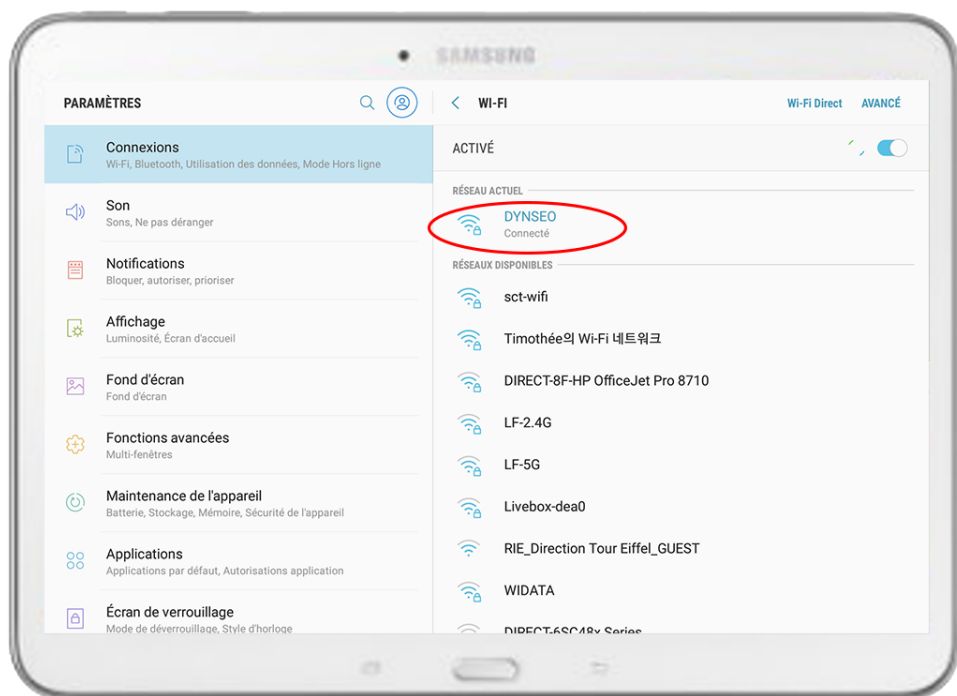 SAMSUNG
PARAMÈTRES
Connexions
Wi-Fi, Bluetooth, Utilisation des données, Mode Hors ligne
Son
Sons, Ne pas déranger
Notifications
Bloquer, autoriser, prioriser
Affichage
Luminosité, Écran d'accueil
Fond d'écran
Fond d'écran
Fonctions avancées
Multi-fenêtres
Maintenance de l'appareil
Batterie, Stockage, Mémoire, Sécurité de l'appareil
Applications
Applications par défaut, Autorisations application
Écran de verrouillage
Mode de déverrouillage, Style d'horloge
WI-FI
Wi-Fi Direct AVANCÉ
ACTIVÉ
RÉSEAU ACTUEL
DYNSEO
Connecté
RÉSEAUX DISPONIBLES
sct-wifi
Timothée의 Wi-Fi 네트워크
DIRECT-8F-HP OfficeJet Pro 8710
LF-2.4G
LF-5G
Livebox-dea0
RIE_Direction Tour Eiffel_GUEST
WIDATA
DIRECT-6SC48x Series